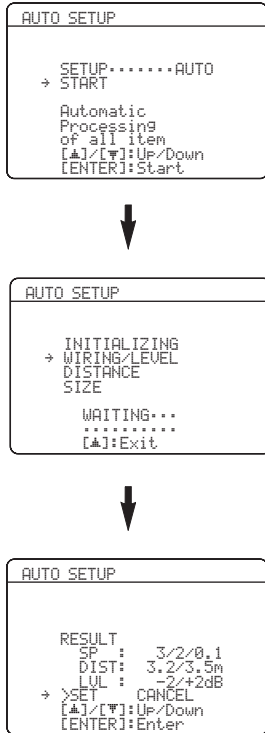 AUTO SETUP
SETUP·······AUTO
→ START
Automatic
Processing
of all item
[▲]/[▼]:Up/Down
[ENTER]:Start
AUTO SETUP
INITIALIZING
→ WIRING/LEVEL
DISTANCE
SIZE
WAITING···
··········
[▲]:Exit
AUTO SETUP
RESULT
SP : 3/2/0.1
DIST: 3.2/3.5m
LVL : -2/+2dB
→ >SET CANCEL
[▲]/[▼]:Up/Down
[ENTER]:Enter